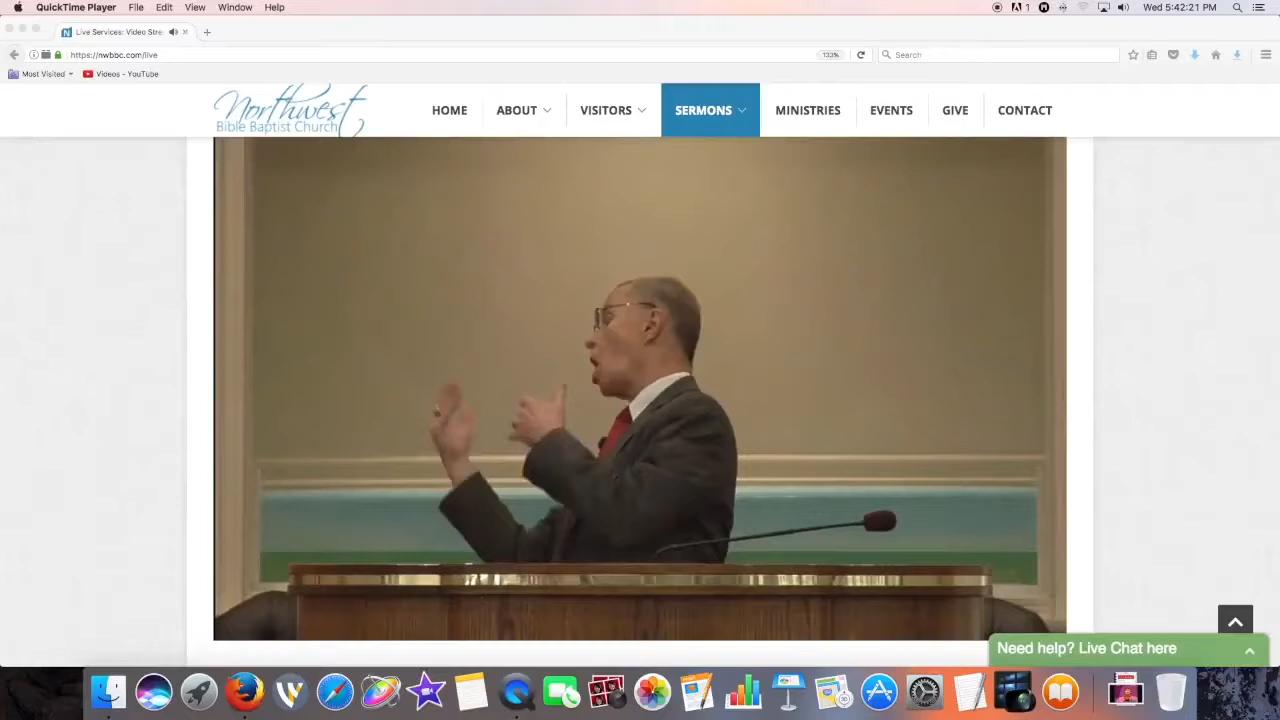 QuickTime Player File Edit View Window Help 1 Wed 5:42:21 PM
Live Services: Video Stre
https://nwbbc.com/live 133% Search
Most Visited Videos - YouTube
Northwest
Bible Baptist Church
HOME ABOUT VISITORS SERMONS MINISTRIES EVENTS GIVE CONTACT
Need help? Live Chat here